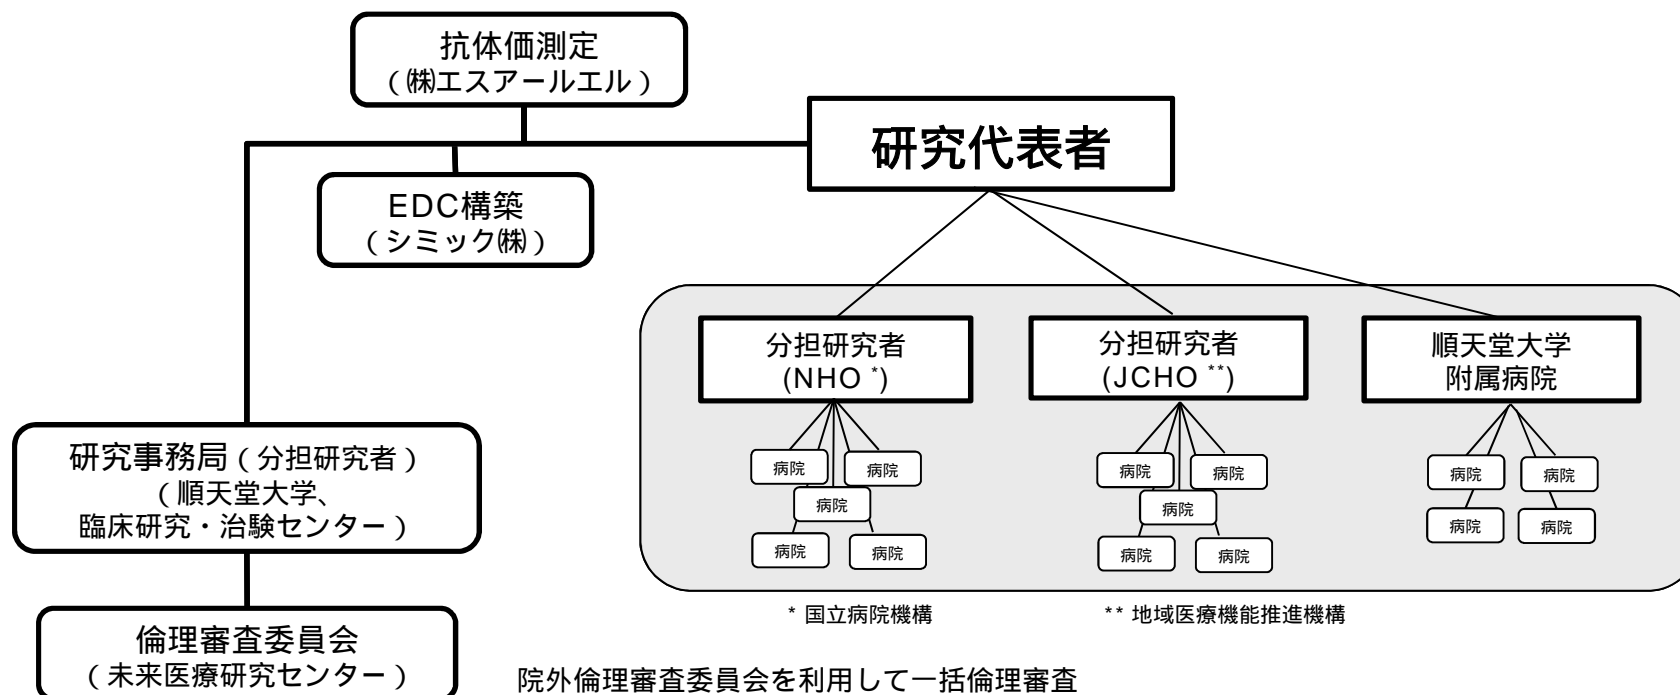 抗体価測定
（㈱エスアールエル）
研究代表者
EDC構築
（シミック㈱）
分担研究者
(NHO *)
分担研究者
(JCHO **)
順天堂大学
附属病院
研究事務局（分担研究者）
（順天堂大学、
臨床研究・治験センター）
病院
病院
病院
病院
病院
病院
病院
病院
病院
病院
病院
病院
病院
病院
* 国立病院機構
** 地域医療機能推進機構
倫理審査委員会
（未来医療研究センター）
院外倫理審査委員会を利用して一括倫理審査